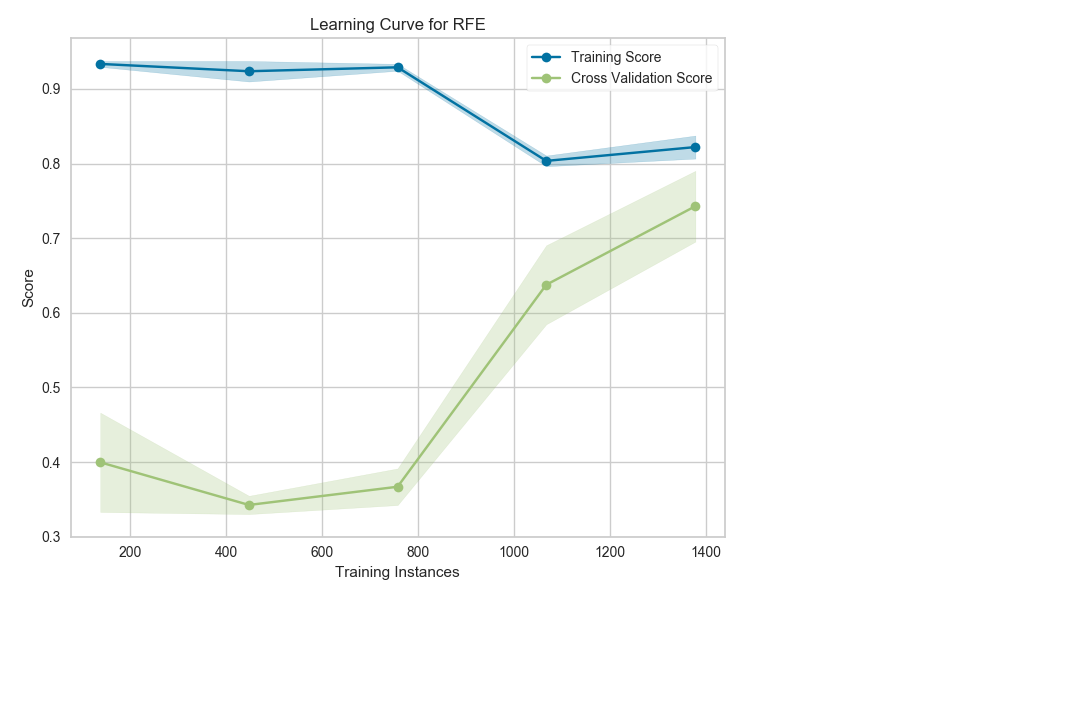 Learning Curve for RFE
Training Score
Cross Validation Score
Score
0.9
0.8
0.7
0.6
0.5
0.4
0.3
200 400 600 800 1000 1200 1400
Training Instances